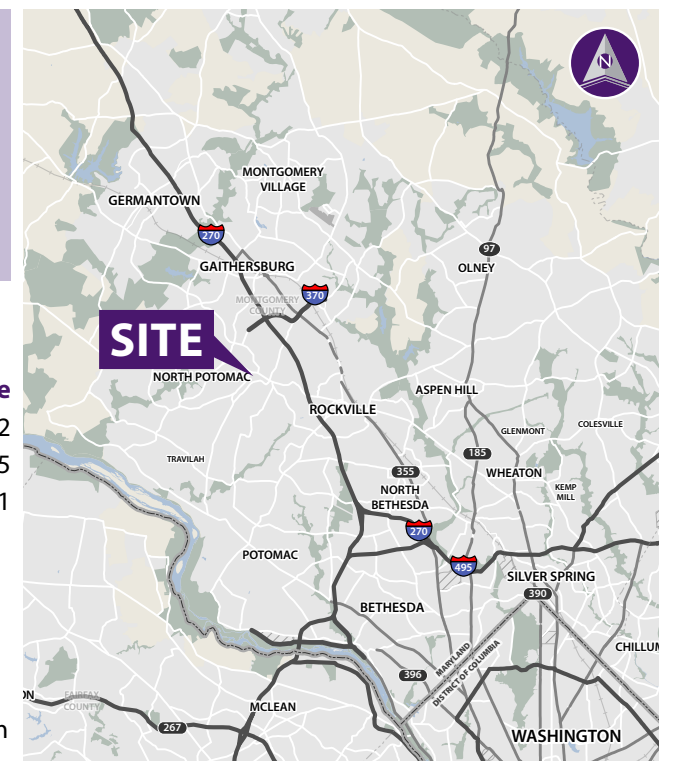 N
MONTGOMERY
VILLAGE
GERMANTOWN
270
97
GAITHERSBURG
OLNEY
370
MONTGOMERY
COUNTY
SITE
NORTH POTOMAC
e
ASPEN HILL
ROCKVILLE
2
GLENMONT
COLESVILLE
185
TRAVILAH
5
355
WHEATON
NORTH
BETHESDA
KEMP
MILL
1
270
POTOMAC
495
SILVER SPRING
390
BETHESDA
MARYLAND
DISTRICT OF COLUMBIA
CHILLUM
396
ON
FAIRFAX
COUNTY
MCLEAN
267
n
WASHINGTON